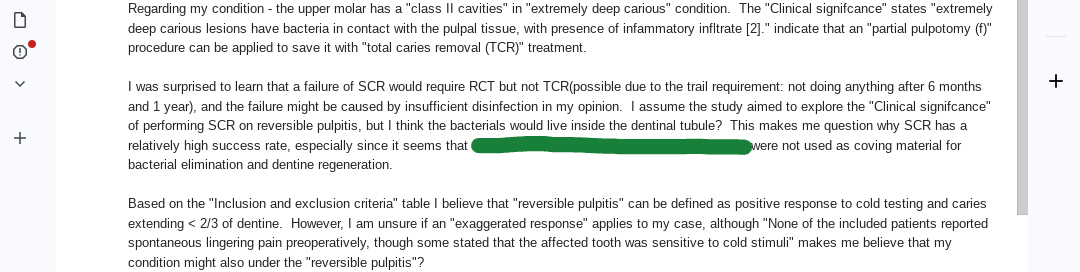 Regarding my condition - the upper molar has a "class II cavities" in "extremely deep carious" condition.  The "Clinical signifcance" states "extremely
deep carious lesions have bacteria in contact with the pulpal tissue, with presence of infammatory infltrate [2]." indicate that an "partial pulpotomy (f)"
procedure can be applied to save it with "total caries removal (TCR)" treatment.
I was surprised to learn that a failure of SCR would require RCT but not TCR(possible due to the trail requirement: not doing anything after 6 months
and 1 year), and the failure might be caused by insufficient disinfection in my opinion.  I assume the study aimed to explore the "Clinical signifcance"
of performing SCR on reversible pulpitis, but I think the bacterials would live inside the dentinal tubule?  This makes me question why SCR has a
relatively high success rate, especially since it seems that were not used as coving material for
bacterial elimination and dentine regeneration.
Based on the "Inclusion and exclusion criteria" table I believe that "reversible pulpitis" can be defined as positive response to cold testing and caries
extending < 2/3 of dentine.  However, I am unsure if an "exaggerated response" applies to my case, although "None of the included patients reported
spontaneous lingering pain preoperatively, though some stated that the affected tooth was sensitive to cold stimuli" makes me believe that my
condition might also under the "reversible pulpitis"?